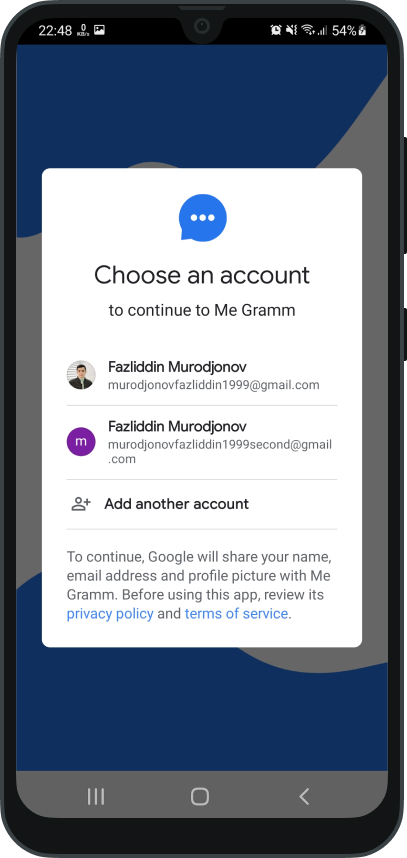 22:48 0 KB/s 54%
Choose an account
to continue to Me Gramm
Fazliddin Murodjonov
murodjonovfazliddin1999@gmail.com
m
Fazliddin Murodjonov
murodjonovfazliddin1999second@gmail
.com
Add another account
To continue, Google will share your name,
email address and profile picture with Me
Gramm. Before using this app, review its
privacy policy and terms of service.